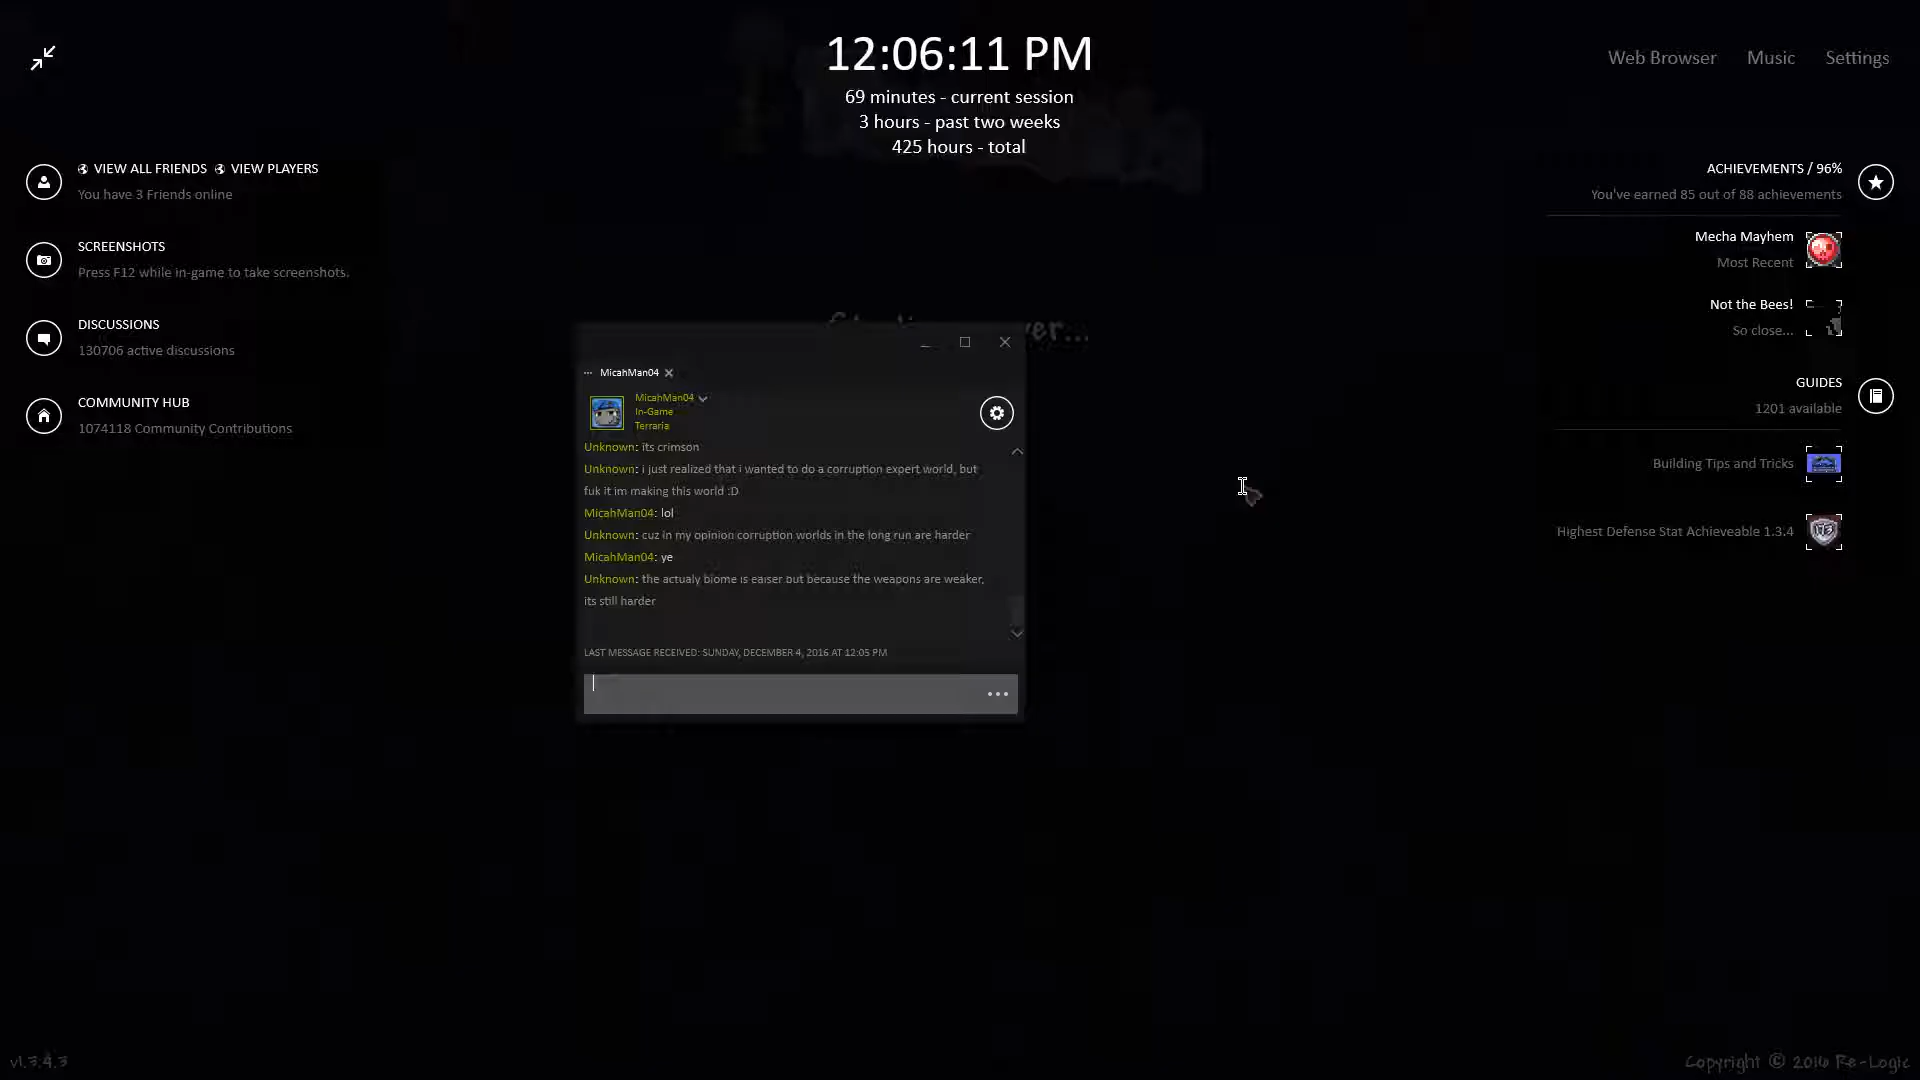 12:06:11 PM
69 minutes - current session
3 hours - past two weeks
425 hours - total
Web Browser Music Settings
VIEW ALL FRIENDS VIEW PLAYERS
You have 3 Friends online
SCREENSHOTS
Press F12 while in-game to take screenshots.
DISCUSSIONS
130706 active discussions
COMMUNITY HUB
1074118 Community Contributions
ACHIEVEMENTS / 96%
You've earned 85 out of 88 achievements
Mecha Mayhem
Most Recent
Not the Bees!
So close...
GUIDES
1201 available
Building Tips and Tricks
Highest Defense Stat Achieveable 1.3.4
173
MicahMan04
MicahMan04
In-Game
Terraria
Unknown: its crimson
Unknown: i just realized that i wanted to do a corruption expert world, but
fuk it im making this world :D
MicahMan04: lol
Unknown: cuz in my opinion corruption worlds in the long run are harder
MicahMan04: ye
Unknown: the actualy biome is eaiser but because the weapons are weaker,
its still harder
LAST MESSAGE RECEIVED: SUNDAY, DECEMBER 4, 2016 AT 12:05 PM
v1.3.4.3
Copyright © 2016 Re-Logic